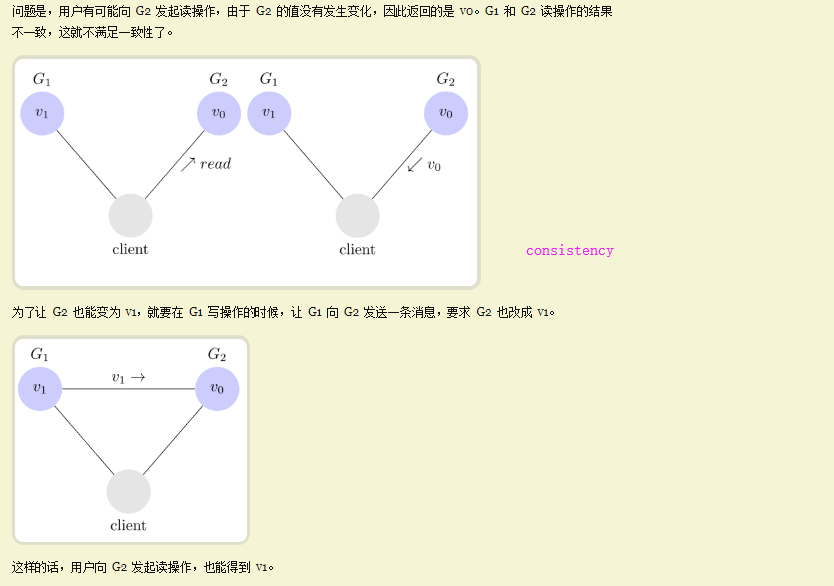 问题是，用户有可能向 G2 发起读操作，由于 G2 的值没有发生变化，因此返回的是 v0。G1 和 G2 读操作的结果
不一致，这就不满足一致性了。
G₁ G₂ G₁ G₂
v₁ v₀ v₁ v₀
↗ read ↙ v₀
client client
consistency
为了让 G2 也能变为 v1，就要在 G1 写操作的时候，让 G1 向 G2 发送一条消息，要求 G2 也改成 v1。
G₁ G₂
v₁ →
v₁ v₀
client
这样的话，用户向 G2 发起读操作，也能得到 v1。